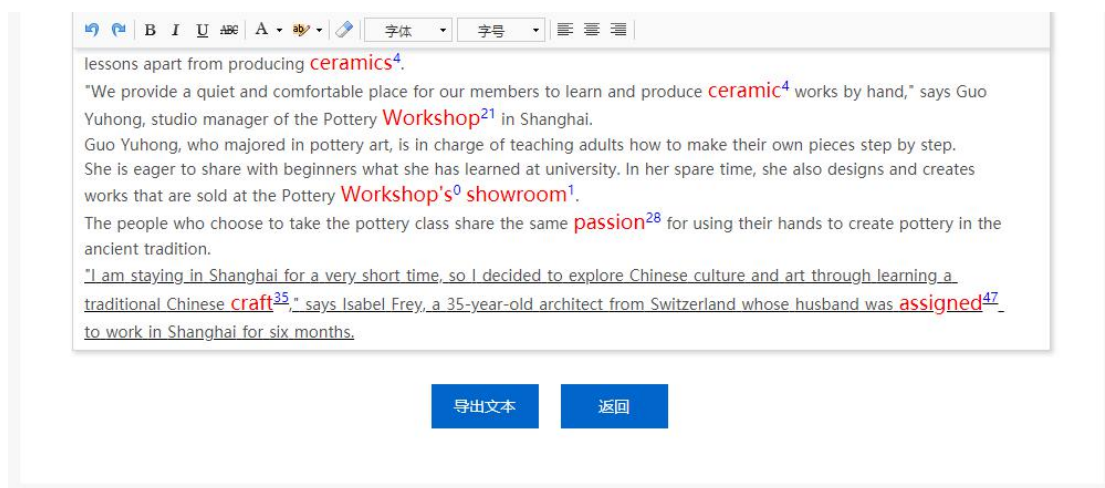 B I U ABC A ab 字体 字号
lessons apart from producing ceramics4.
"We provide a quiet and comfortable place for our members to learn and produce ceramic4 works by hand," says Guo
Yuhong, studio manager of the Pottery Workshop21 in Shanghai.
Guo Yuhong, who majored in pottery art, is in charge of teaching adults how to make their own pieces step by step.
She is eager to share with beginners what she has learned at university. In her spare time, she also designs and creates
works that are sold at the Pottery Workshop's0 showroom1.
The people who choose to take the pottery class share the same passion28 for using their hands to create pottery in the
ancient tradition.
"I am staying in Shanghai for a very short time, so I decided to explore Chinese culture and art through learning a
traditional Chinese craft35," says Isabel Frey, a 35-year-old architect from Switzerland whose husband was assigned47
to work in Shanghai for six months.
导出文本 返回